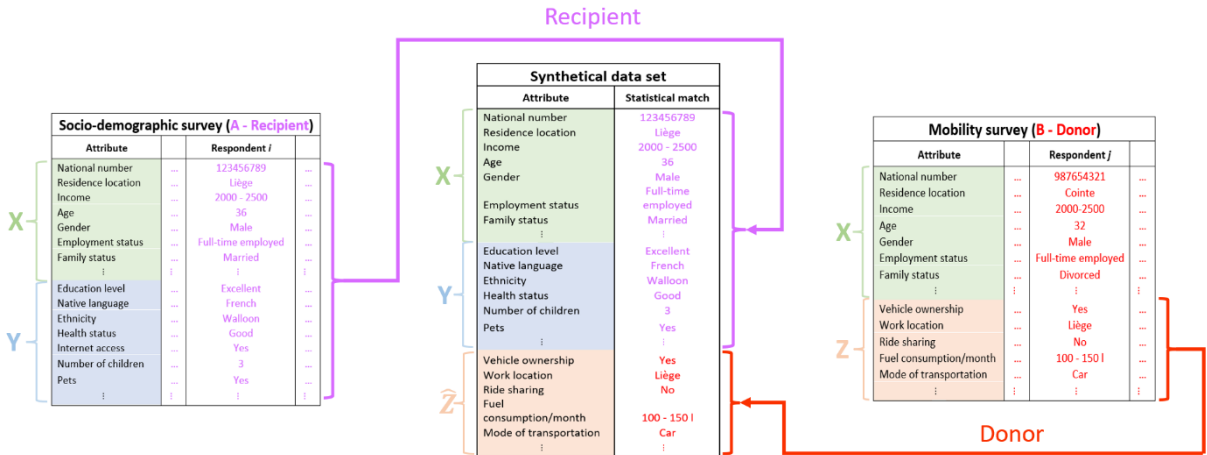 Recipient
Socio-demographic survey (A - Recipient)
Attribute Respondent i
X
National number ... 123456789 ...
Residence location ... Liège ...
Income ... 2000 - 2500 ...
Age ... 36 ...
Gender ... Male ...
Employment status ... Full-time employed ...
Family status ... Married ...
⋮ ⋮ ⋮ ⋮
Y
Education level ... Excellent ...
Native language ... French ...
Ethnicity ... Walloon ...
Health status ... Good ...
Internet access ... Yes ...
Number of children ... 3 ...
Pets ... Yes ...
⋮ ⋮ ⋮ ⋮
Synthetical data set
Attribute Statistical match
X
National number 123456789
Residence location Liège
Income 2000 - 2500
Age 36
Gender Male
Full-time
Employment status employed
Family status Married
⋮ ⋮
Y
Education level Excellent
Native language French
Ethnicity Walloon
Health status Good
Number of children 3
Pets Yes
⋮ ⋮
Ẑ
Vehicle ownership Yes
Work location Liège
Ride sharing No
Fuel
consumption/month 100 - 150 l
Mode of transportation Car
⋮ ⋮
Mobility survey (B - Donor)
Attribute Respondent j
X
National number ... 987654321 ...
Residence location ... Cointe ...
Income ... 2000-2500 ...
Age ... 32 ...
Gender ... Male ...
Employment status ... Full-time employed ...
Family status ... Divorced ...
⋮ ⋮ ⋮ ⋮
Z
Vehicle ownership ... Yes ...
Work location ... Liège ...
Ride sharing ... No ...
Fuel consumption/month ... 100 - 150 l ...
Mode of transportation ... Car ...
⋮ ⋮ ⋮ ⋮
Donor